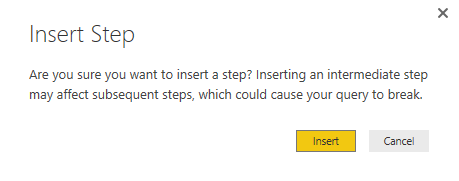 Insert Step
Are you sure you want to insert a step? Inserting an intermediate step
may affect subsequent steps, which could cause your query to break.
Insert
Cancel